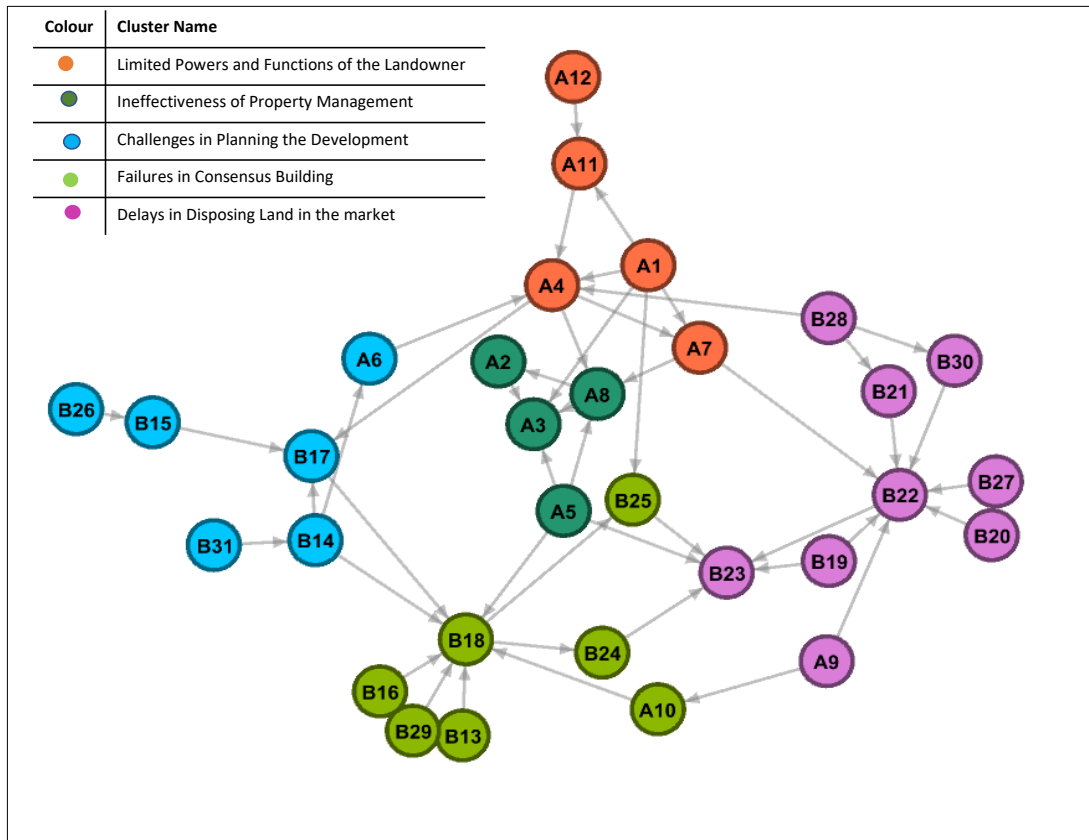 Colour Cluster Name
Limited Powers and Functions of the Landowner
Ineffectiveness of Property Management
Challenges in Planning the Development
Failures in Consensus Building
Delays in Disposing Land in the market
A12
A11
A1
A4
B28
A7
A6
A2
B30
B21
A8
B26
B15
A3
B17
B27
B22
B25
A5
B20
B14
B31
B19
B23
B18
B24
A9
B16
A10
B29
B13